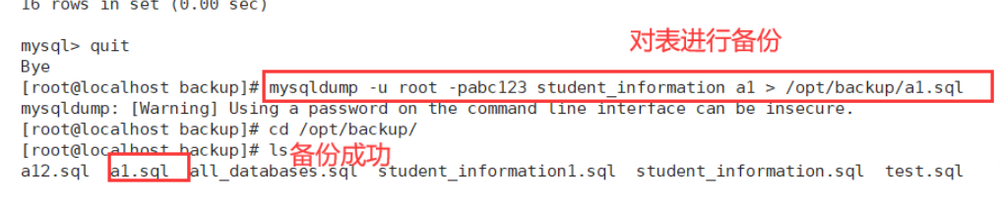 16 rows in set (0.00 sec)
mysql> quit
对表进行备份
Bye
[root@localhost backup]# mysqldump -u root -pabc123 student_information a1 > /opt/backup/a1.sql
mysqldump: [Warning] Using a password on the command line interface can be insecure.
[root@localhost backup]# cd /opt/backup/
[root@localhost backup]# ls
备份成功
a12.sql  a1.sql  all_databases.sql  student_information1.sql  student_information.sql  test.sql